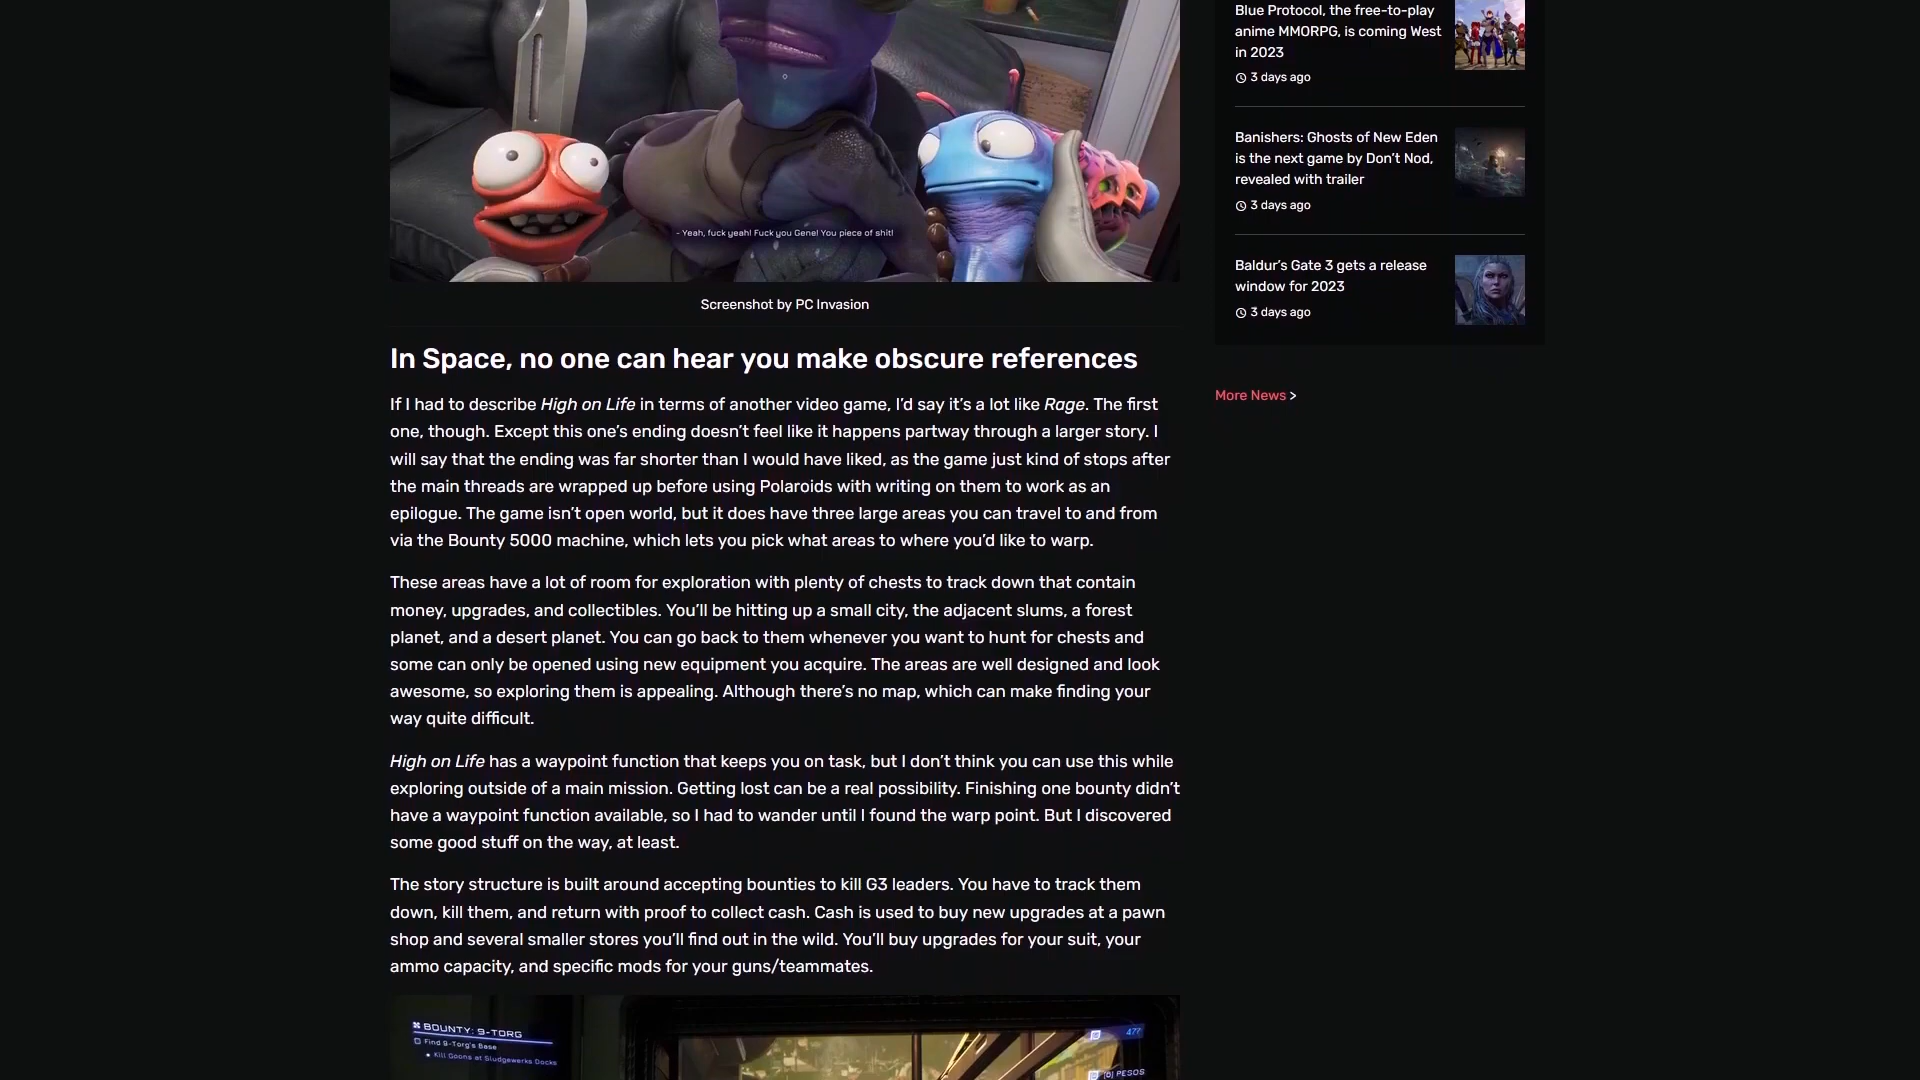 - Yeah, fuck yeah! Fuck you Gene! You piece of shit!
Screenshot by PC Invasion
In Space, no one can hear you make obscure references
If I had to describe High on Life in terms of another video game, I’d say it’s a lot like Rage. The first
one, though. Except this one’s ending doesn’t feel like it happens partway through a larger story. I
will say that the ending was far shorter than I would have liked, as the game just kind of stops after
the main threads are wrapped up before using Polaroids with writing on them to work as an
epilogue. The game isn’t open world, but it does have three large areas you can travel to and from
via the Bounty 5000 machine, which lets you pick what areas to where you’d like to warp.
These areas have a lot of room for exploration with plenty of chests to track down that contain
money, upgrades, and collectibles. You’ll be hitting up a small city, the adjacent slums, a forest
planet, and a desert planet. You can go back to them whenever you want to hunt for chests and
some can only be opened using new equipment you acquire. The areas are well designed and look
awesome, so exploring them is appealing. Although there’s no map, which can make finding your
way quite difficult.
High on Life has a waypoint function that keeps you on task, but I don’t think you can use this while
exploring outside of a main mission. Getting lost can be a real possibility. Finishing one bounty didn’t
have a waypoint function available, so I had to wander until I found the warp point. But I discovered
some good stuff on the way, at least.
The story structure is built around accepting bounties to kill G3 leaders. You have to track them
down, kill them, and return with proof to collect cash. Cash is used to buy new upgrades at a pawn
shop and several smaller stores you’ll find out in the wild. You’ll buy upgrades for your suit, your
ammo capacity, and specific mods for your guns/teammates.
BOUNTY: 9-TORG
Find 9-Torg's Base
Kill Goons at Sludgewerks Docks
477
[0] PESOS
Blue Protocol, the free-to-play
anime MMORPG, is coming West
in 2023
3 days ago
Banishers: Ghosts of New Eden
is the next game by Don’t Nod,
revealed with trailer
3 days ago
Baldur’s Gate 3 gets a release
window for 2023
3 days ago
More News >